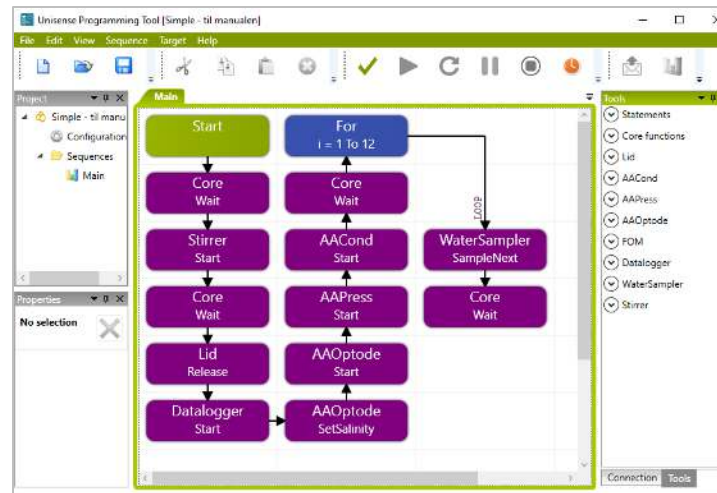 Unisense Programming Tool [Simple - til manualen]
File Edit View Sequence Target Help
Project
Simple - til manu
Configuration
Sequences
Main
Properties
No selection
Main
Start
Core
Wait
Stirrer
Start
Core
Wait
Lid
Release
Datalogger
Start
For
i = 1 To 12
Core
Wait
AACond
Start
AAPress
Start
AAOptode
Start
AAOptode
SetSalinity
LOOP
WaterSampler
SampleNext
Core
Wait
Tools
Statements
Core functions
Lid
AACond
AAPress
AAOptode
FOM
Datalogger
WaterSampler
Stirrer
Connection Tools